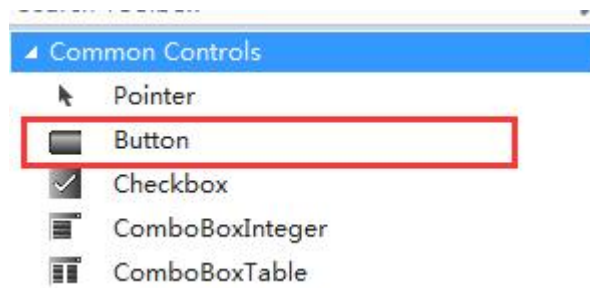 Common Controls
Pointer
Button
Checkbox
ComboBoxInteger
ComboBoxTable